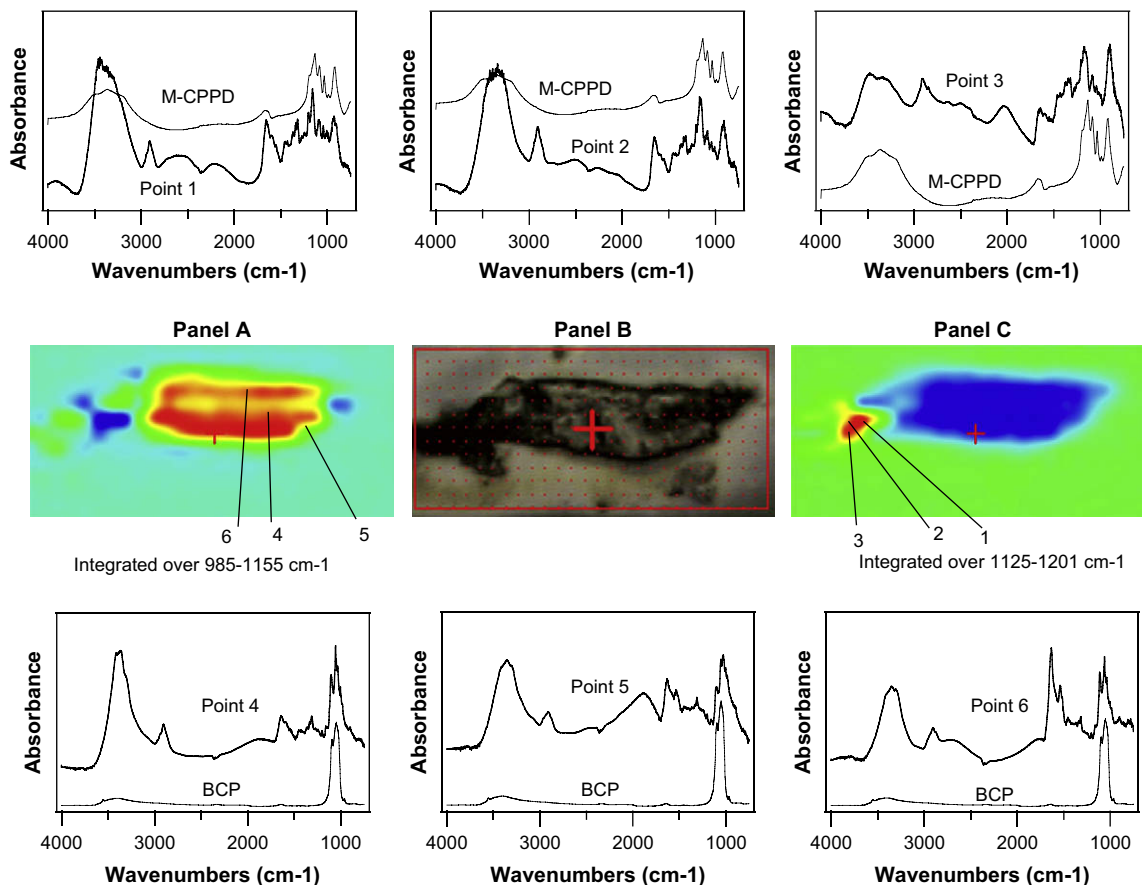 Absorbance
M-CPPD
Point 1
4000 3000 2000 1000
Wavenumbers (cm-1)
Absorbance
M-CPPD
Point 2
4000 3000 2000 1000
Wavenumbers (cm-1)
Absorbance
Point 3
M-CPPD
4000 3000 2000 1000
Wavenumbers (cm-1)
Panel A
6 4 5
Integrated over 985-1155 cm-1
Panel B
Panel C
3 2 1
Integrated over 1125-1201 cm-1
Absorbance
Point 4
BCP
4000 3000 2000 1000
Wavenumbers (cm-1)
Absorbance
Point 5
BCP
4000 3000 2000 1000
Wavenumbers (cm-1)
Absorbance
Point 6
BCP
4000 3000 2000 1000
Wavenumbers (cm-1)